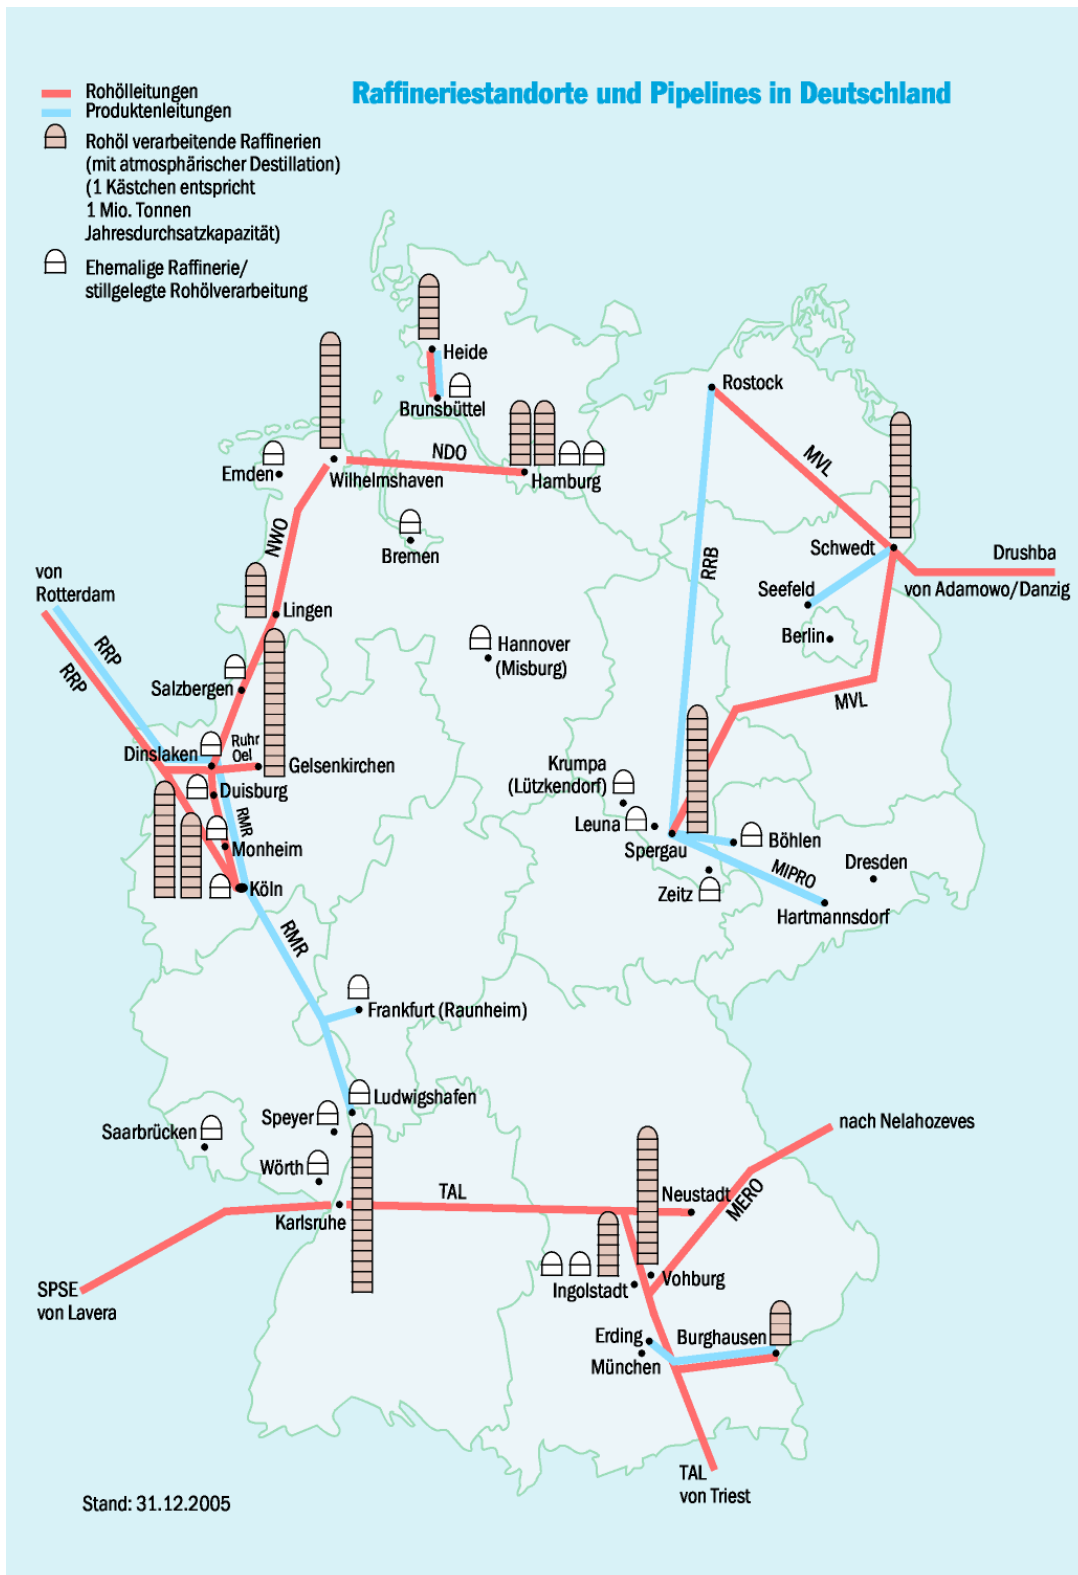 Raffineriestandorte und Pipelines in Deutschland
Rohölleitungen
Produktenleitungen
Rohöl verarbeitende Raffinerien
(mit atmosphärischer Destillation)
(1 Kästchen entspricht
1 Mio. Tonnen
Jahresdurchsatzkapazität)
Ehemalige Raffinerie/
stillgelegte Rohölverarbeitung
Heide
Brunsbüttel
Rostock
NDO
MVL
Emden
Wilhelmshaven
Hamburg
NWO
Bremen
Schwedt
Drushba
von Adamowo/Danzig
RRB
von
Rotterdam
Seefeld
Lingen
Berlin
RRP
RRP
Hannover
(Misburg)
Salzbergen
MVL
Dinslaken
Ruhr
Oel
Gelsenkirchen
Krumpa
(Lützkendorf)
Duisburg
RMR
Leuna
Monheim
Spergau
Böhlen
MIPRO
Dresden
Köln
Zeitz
Hartmannsdorf
RMR
Frankfurt (Raunheim)
Ludwigshafen
Speyer
Saarbrücken
nach Nelahozeves
Wörth
TAL
Neustadt
MERO
Karlsruhe
SPSE
von Lavera
Vohburg
Ingolstadt
Erding
Burghausen
München
TAL
von Triest
Stand: 31.12.2005